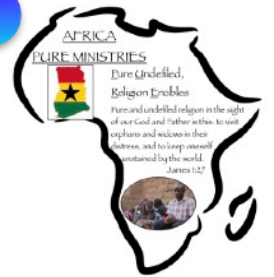 AFRICA
PURE MINISTRIES
Pure Undefiled,
Religion Enables
Pure and undefiled religion in the sight
of our God and Father is this: to visit
orphans and widows in their
distress, and to keep oneself
unstained by the world.
James 1:27